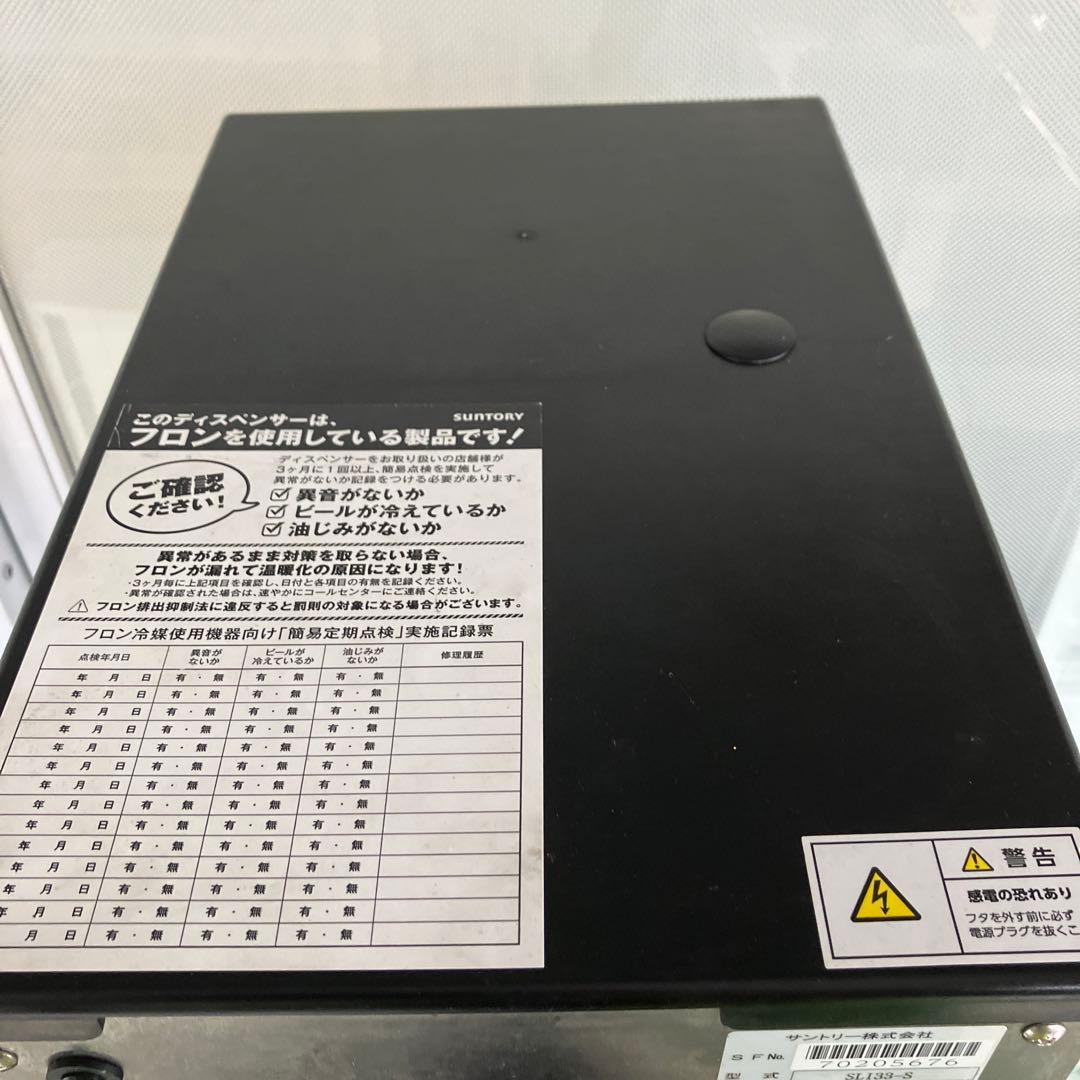 このディスペンサーは、
SUNTORY
フロンを使用している製品です!
ディスペンサーをお取り扱いの店舗様が
3ヶ月に1回以上、簡易点検を実施して
異常がないか記録をつける必要があります。
ご確認
ください!
異音がないか
ビールが冷えているか
油じみがないか
異常があるまま対策を取らない場合、
フロンが漏れて温暖化の原因になります!
・3ヶ月毎に上記項目を確認し、日付と各項目の有無を記録ください。
・異常が確認された場合は、速やかにコールセンターにご連絡ください。
フロン排出抑制法に違反すると罰則の対象になる場合がございます。
フロン冷媒使用機器向け「簡易定期点検」実施記録票
点検年月日 異音がないか ビールが冷えているか 油じみがないか 修理履歴
年 月 日 有・無 有・無 有・無
年 月 日 有・無 有・無 有・無
年 月 日 有・無 有・無 有・無
年 月 日 有・無 有・無 有・無
年 月 日 有・無 有・無 有・無
年 月 日 有・無 有・無 有・無
年 月 日 有・無 有・無 有・無
年 月 日 有・無 有・無 有・無
年 月 日 有・無 有・無 有・無
年 月 日 有・無 有・無 有・無
年 月 日 有・無 有・無 有・無
年 月 日 有・無 有・無 有・無
年 月 日 有・無 有・無 有・無
月 日 有・無 有・無 有・無
警告
感電の恐れあり
フタを外す前に必ず
電源プラグを抜くこ
サントリー株式会社
SF No. 70205676
型式 SLI33-S